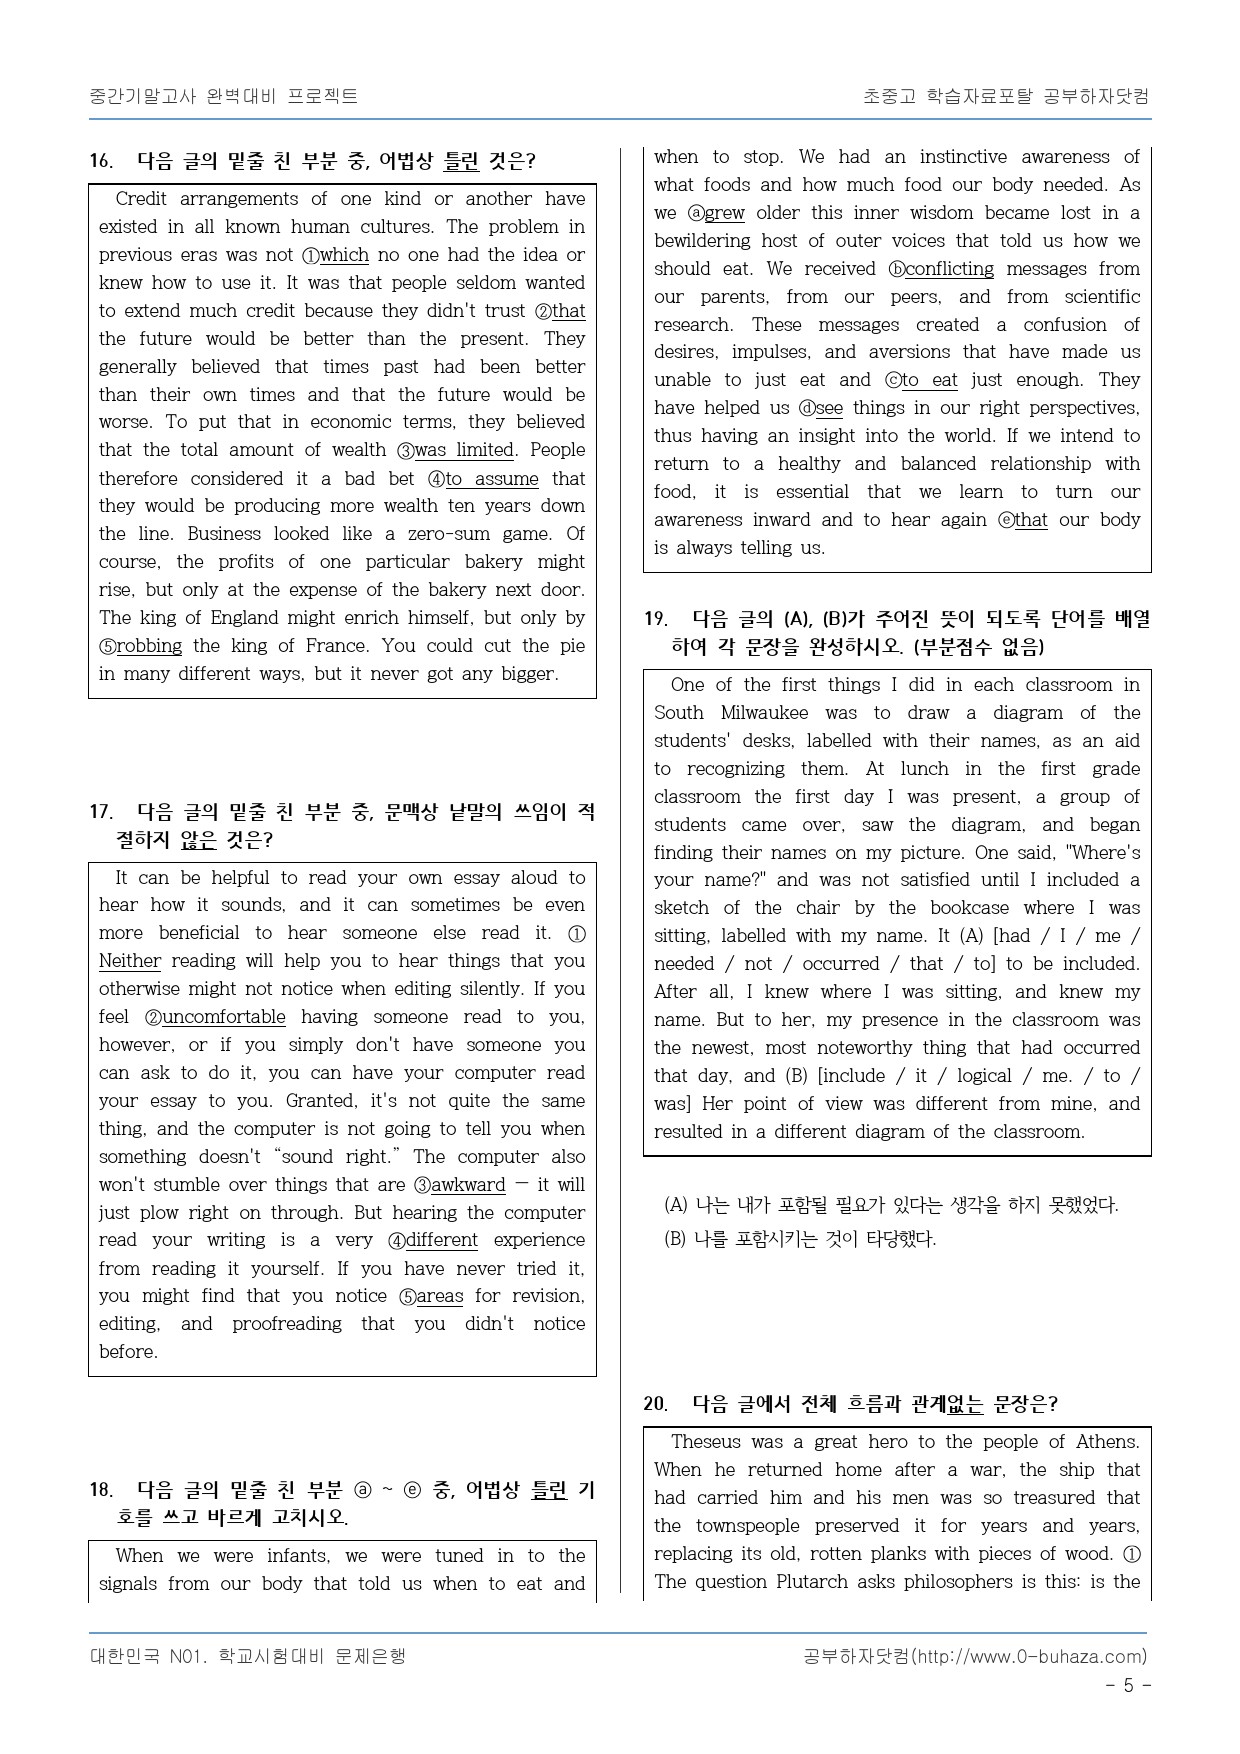 중간기말고사 완벽대비 프로젝트
초중고 학습자료포탈 공부하자닷컴
16. 다음 글의 밑줄 친 부분 중, 어법상 틀린 것은?
Credit arrangements of one kind or another have
existed in all known human cultures. The problem in
previous eras was not ①which no one had the idea or
knew how to use it. It was that people seldom wanted
to extend much credit because they didn't trust ②that
the future would be better than the present. They
generally believed that times past had been better
than their own times and that the future would be
worse. To put that in economic terms, they believed
that the total amount of wealth ③was limited. People
therefore considered it a bad bet ④to assume that
they would be producing more wealth ten years down
the line. Business looked like a zero-sum game. Of
course, the profits of one particular bakery might
rise, but only at the expense of the bakery next door.
The king of England might enrich himself, but only by
⑤robbing the king of France. You could cut the pie
in many different ways, but it never got any bigger.
17. 다음 글의 밑줄 친 부분 중, 문맥상 낱말의 쓰임이 적
절하지 않은 것은?
It can be helpful to read your own essay aloud to
hear how it sounds, and it can sometimes be even
more beneficial to hear someone else read it. ①
Neither reading will help you to hear things that you
otherwise might not notice when editing silently. If you
feel ②uncomfortable having someone read to you,
however, or if you simply don't have someone you
can ask to do it, you can have your computer read
your essay to you. Granted, it's not quite the same
thing, and the computer is not going to tell you when
something doesn't “sound right.” The computer also
won't stumble over things that are ③awkward ― it will
just plow right on through. But hearing the computer
read your writing is a very ④different experience
from reading it yourself. If you have never tried it,
you might find that you notice ⑤areas for revision,
editing, and proofreading that you didn't notice
before.
18. 다음 글의 밑줄 친 부분 ⓐ ~ ⓔ 중, 어법상 틀린 기
호를 쓰고 바르게 고치시오.
When we were infants, we were tuned in to the
signals from our body that told us when to eat and
when to stop. We had an instinctive awareness of
what foods and how much food our body needed. As
we ⓐgrew older this inner wisdom became lost in a
bewildering host of outer voices that told us how we
should eat. We received ⓑconflicting messages from
our parents, from our peers, and from scientific
research. These messages created a confusion of
desires, impulses, and aversions that have made us
unable to just eat and ⓒto eat just enough. They
have helped us ⓓsee things in our right perspectives,
thus having an insight into the world. If we intend to
return to a healthy and balanced relationship with
food, it is essential that we learn to turn our
awareness inward and to hear again ⓔthat our body
is always telling us.
19. 다음 글의 (A), (B)가 주어진 뜻이 되도록 단어를 배열
하여 각 문장을 완성하시오. (부분점수 없음)
One of the first things I did in each classroom in
South Milwaukee was to draw a diagram of the
students' desks, labelled with their names, as an aid
to recognizing them. At lunch in the first grade
classroom the first day I was present, a group of
students came over, saw the diagram, and began
finding their names on my picture. One said, "Where's
your name?" and was not satisfied until I included a
sketch of the chair by the bookcase where I was
sitting, labelled with my name. It (A) [had / I / me /
needed / not / occurred / that / to] to be included.
After all, I knew where I was sitting, and knew my
name. But to her, my presence in the classroom was
the newest, most noteworthy thing that had occurred
that day, and (B) [include / it / logical / me. / to /
was] Her point of view was different from mine, and
resulted in a different diagram of the classroom.
(A) 나는 내가 포함될 필요가 있다는 생각을 하지 못했었다.
(B) 나를 포함시키는 것이 타당했다.
20. 다음 글에서 전체 흐름과 관계없는 문장은?
Theseus was a great hero to the people of Athens.
When he returned home after a war, the ship that
had carried him and his men was so treasured that
the townspeople preserved it for years and years,
replacing its old, rotten planks with pieces of wood. ①
The question Plutarch asks philosophers is this: is the
대한민국 N01. 학교시험대비 문제은행
공부하자닷컴(http://www.0-buhaza.com)
- 5 -